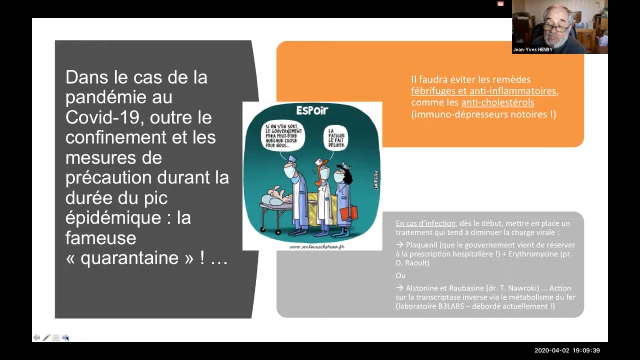 Jean-Yves HENRY
Dans le cas de la
pandémie au
Covid-19, outre le
confinement et les
mesures de
précaution durant la
durée du pic
épidémique : la
fameuse
« quarantaine » ! …
Il faudra éviter les remèdes
fébrifuges et anti-inflammatoires,
comme les anti-cholestérols
(immuno-dépresseurs notoires !)
ESPOIR
SI ON S'EN SORT,
LE GOUVERNEMENT
FERA PEUT-ÊTRE
QUELQUE CHOSE
POUR NOUS...
LA
FATIGUE
LE FAIT
DÉLIRER.
En cas d'infection, dès le début, mettre en place un
traitement qui tend à diminuer la charge virale :
→ Plaquenil (que le gouvernement vient de réserver
à la prescription hospitalière !) + Erythromycine (pr.
D. Raoult)
Ou
→ Alstonine et Raubasine (dr. T. Nawroki) ... Action
sur la transcriptase inverse via le métabolisme du fer
(laboratoire B3LABS – débordé actuellement !)
2020-04-02 19:09:39